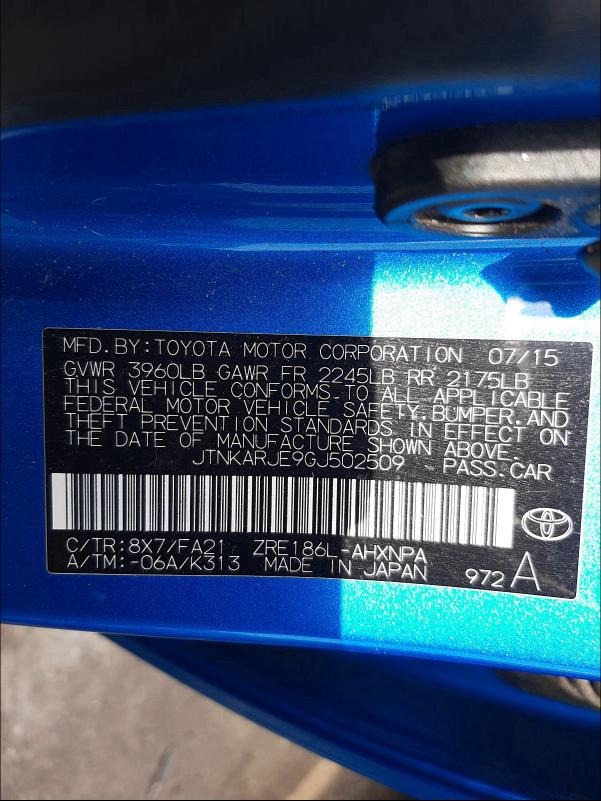 MFD.BY:TOYOTA MOTOR CORPORATION 07/15
GVWR 3960LB GAWR FR 2245LB RR 2175LB
THIS VEHICLE CONFORMS TO ALL APPLICABLE
FEDERAL MOTOR VEHICLE SAFETY,BUMPER,AND
THEFT PREVENTION STANDARDS IN EFFECT ON
THE DATE OF MANUFACTURE SHOWN ABOVE.
JTNKARJE9GJ502509 PASS.CAR
C/TR:8X7/FA21 ZRE186L-AHXNPA
A/TM:-06A/K313 MADE IN JAPAN 972 A